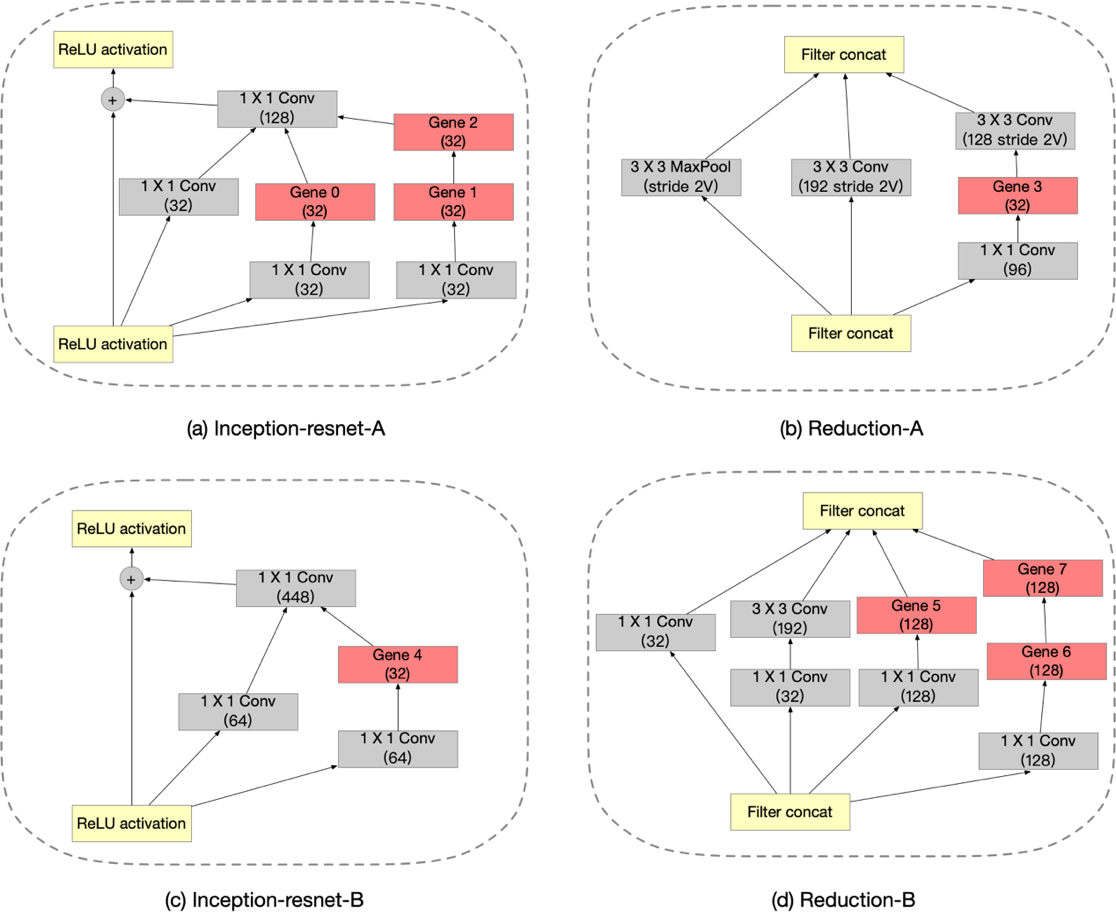 ReLU activation
+
1 X 1 Conv
(128)
Gene 2
(32)
1 X 1 Conv
(32)
Gene 0
(32)
Gene 1
(32)
1 X 1 Conv
(32)
1 X 1 Conv
(32)
ReLU activation
(a) Inception-resnet-A
Filter concat
3 X 3 Conv
(128 stride 2V)
3 X 3 MaxPool
(stride 2V)
3 X 3 Conv
(192 stride 2V)
Gene 3
(32)
1 X 1 Conv
(96)
Filter concat
(b) Reduction-A
ReLU activation
+
1 X 1 Conv
(448)
Gene 4
(32)
1 X 1 Conv
(64)
1 X 1 Conv
(64)
ReLU activation
(c) Inception-resnet-B
Filter concat
Gene 7
(128)
1 X 1 Conv
(32)
3 X 3 Conv
(192)
Gene 5
(128)
Gene 6
(128)
1 X 1 Conv
(32)
1 X 1 Conv
(128)
1 X 1 Conv
(128)
Filter concat
(d) Reduction-B